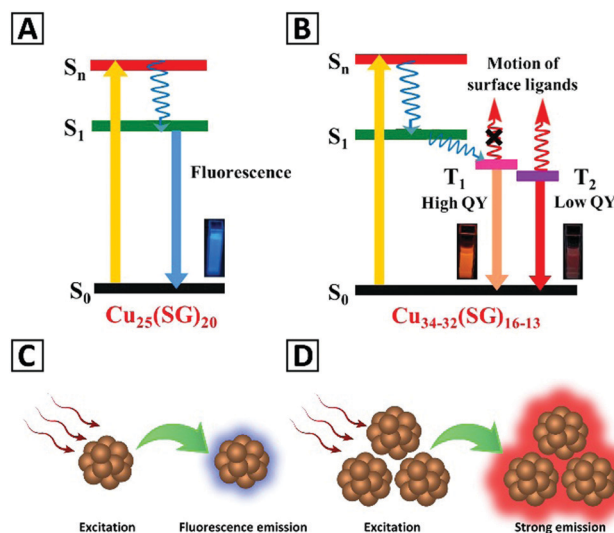 A
Sn
S1
Fluorescence
S0
Cu25(SG)20
B
Motion of
surface ligands
Sn
S1
T1 T2
High QY Low QY
S0
Cu34-32(SG)16-13
C
Excitation Fluorescence emission
D
Excitation Strong emission